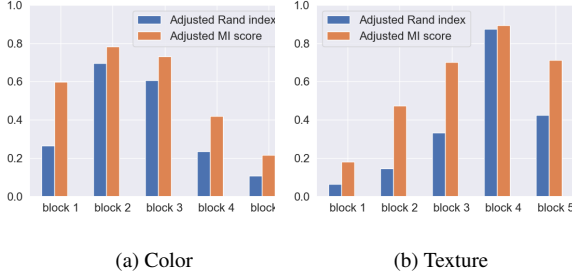 1.0
0.8
0.6
0.4
0.2
0.0
Adjusted Rand index
Adjusted MI score
block 1 block 2 block 3 block 4 block
(a) Color
1.0
0.8
0.6
0.4
0.2
0.0
Adjusted Rand index
Adjusted MI score
block 1 block 2 block 3 block 4 block 5
(b) Texture